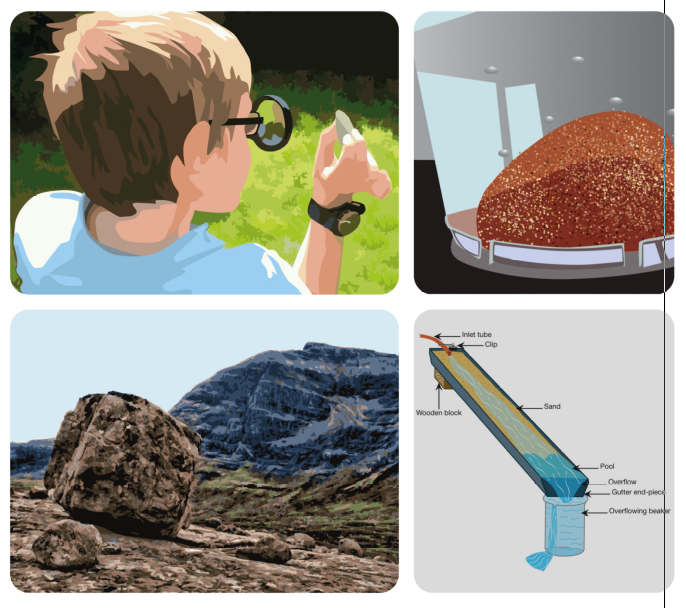 Inlet tube
Clip
Wooden block
Sand
Pool
Overflow
Gutter end-piece
Overflowing beaker